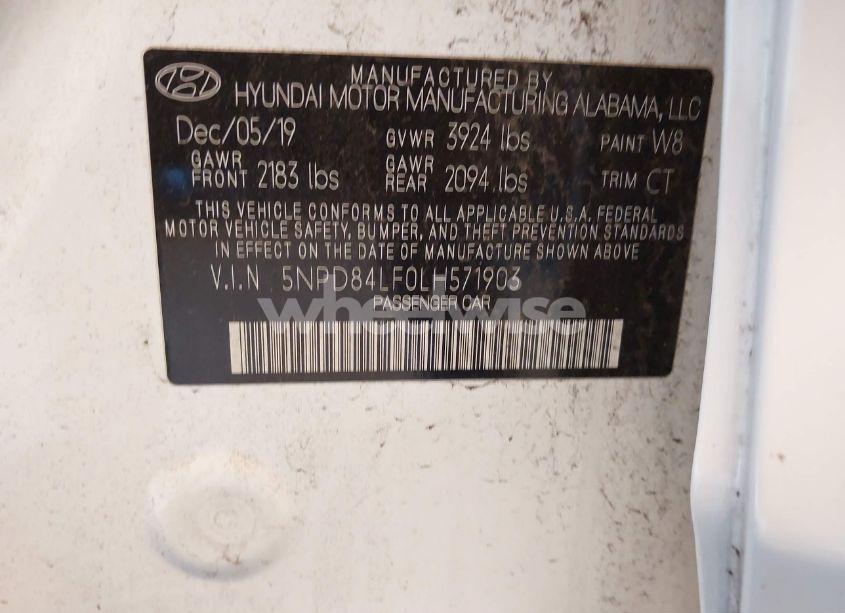 MANUFACTURED BY
HYUNDAI MOTOR MANUFACTURING ALABAMA, LLC
Dec/05/19 GVWR 3924 lbs PAINT W8
GAWR FRONT 2183 lbs GAWR REAR 2094 lbs TRIM CT
THIS VEHICLE CONFORMS TO ALL APPLICABLE U.S.A. FEDERAL
MOTOR VEHICLE SAFETY, BUMPER, AND THEFT PREVENTION STANDARDS
IN EFFECT ON THE DATE OF MANUFACTURE SHOWN ABOVE
V.I.N 5NPD84LF0LH571903
wheelwise
PASSENGER CAR